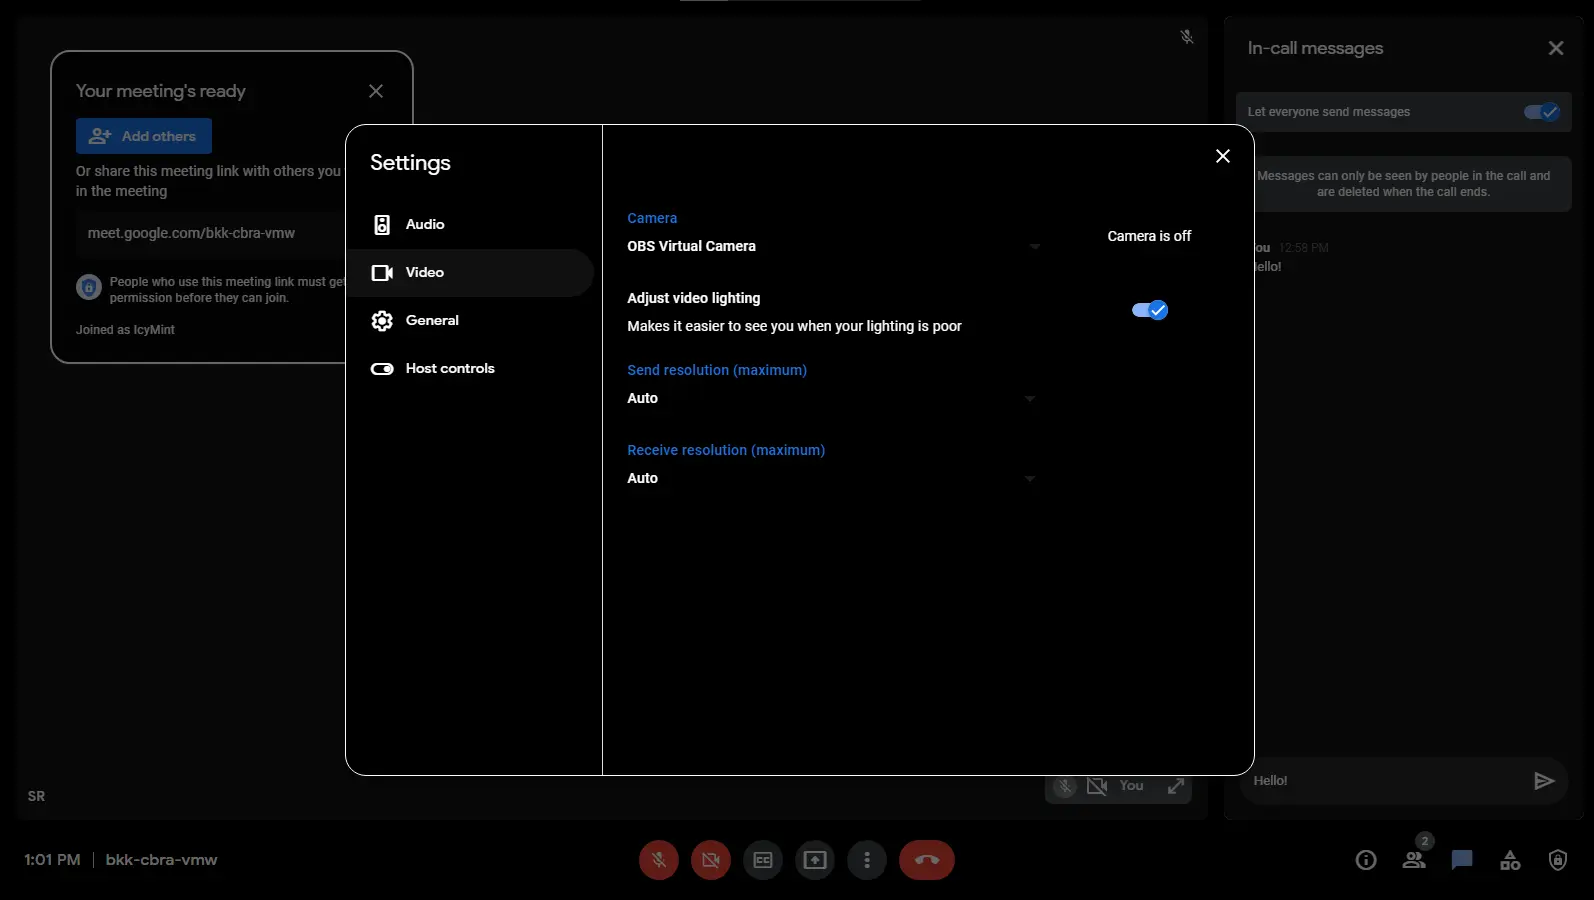 Your meeting's ready
Add others
Or share this meeting link with others you
in the meeting
meet.google.com/bkk-cbra-vmw
People who use this meeting link must get
permission before they can join.
Joined as IcyMint
Settings
Audio
Video
General
Host controls
Camera
OBS Virtual Camera
Camera is off
Adjust video lighting
Makes it easier to see you when your lighting is poor
Send resolution (maximum)
Auto
Receive resolution (maximum)
Auto
In-call messages
Let everyone send messages
Messages can only be seen by people in the call and
are deleted when the call ends.
ou 12:58 PM
ello!
Hello!
SR
You
1:01 PM | bkk-cbra-vmw
CC
2